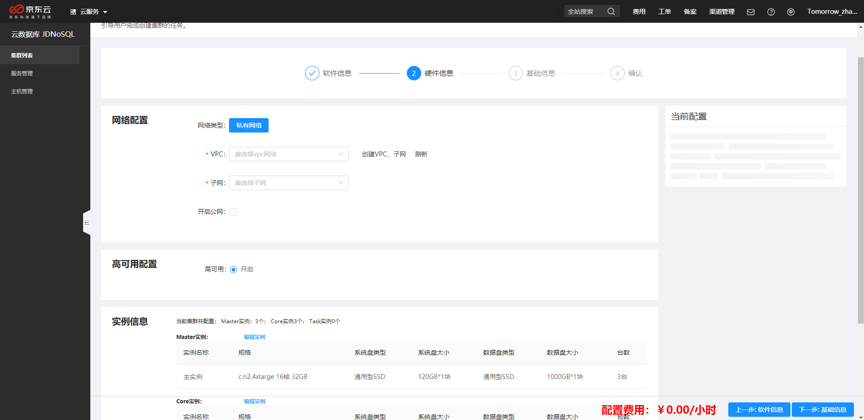 京东云
京东科技旗下品牌
云服务
全站搜索
费用
工单
备案
渠道管理
Tomorrow_zha...
云数据库 JDNoSQL
集群列表
服务管理
主机管理
引导用户完成创建集群的任务。
软件信息
2 硬件信息
3 基础信息
4 确认
网络配置
网络类型: 私有网络
* VPC: 请选择vpc网络
创建VPC、子网 刷新
* 子网: 请选择子网
开启公网:
当前配置
高可用配置
高可用: 开启
实例信息
当前集群共配置: Master实例: 3个; Core实例3个; Task实例0个
Master实例: 编辑实例
实例名称 规格 系统盘类型 系统盘大小 数据盘类型 数据盘大小 台数
主实例 c.n2.4xlarge 16核 32GB 通用型SSD 120GB*1块 通用型SSD 1000GB*1块 3台
Core实例: 编辑实例
实例名称 规格 系统盘类型 系统盘大小 数据盘类型 数据盘大小 台数
配置费用: ¥0.00/小时
上一步: 软件信息
下一步: 基础信息